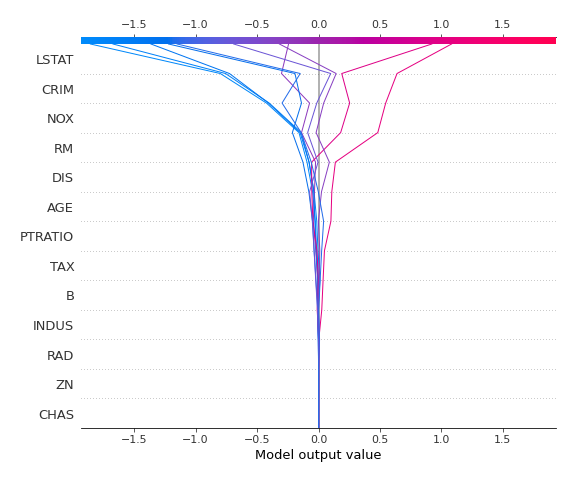 −1.5 −1.0 −0.5 0.0 0.5 1.0 1.5
LSTAT
CRIM
NOX
RM
DIS
AGE
PTRATIO
TAX
B
INDUS
RAD
ZN
CHAS
−1.5 −1.0 −0.5 0.0 0.5 1.0 1.5
Model output value